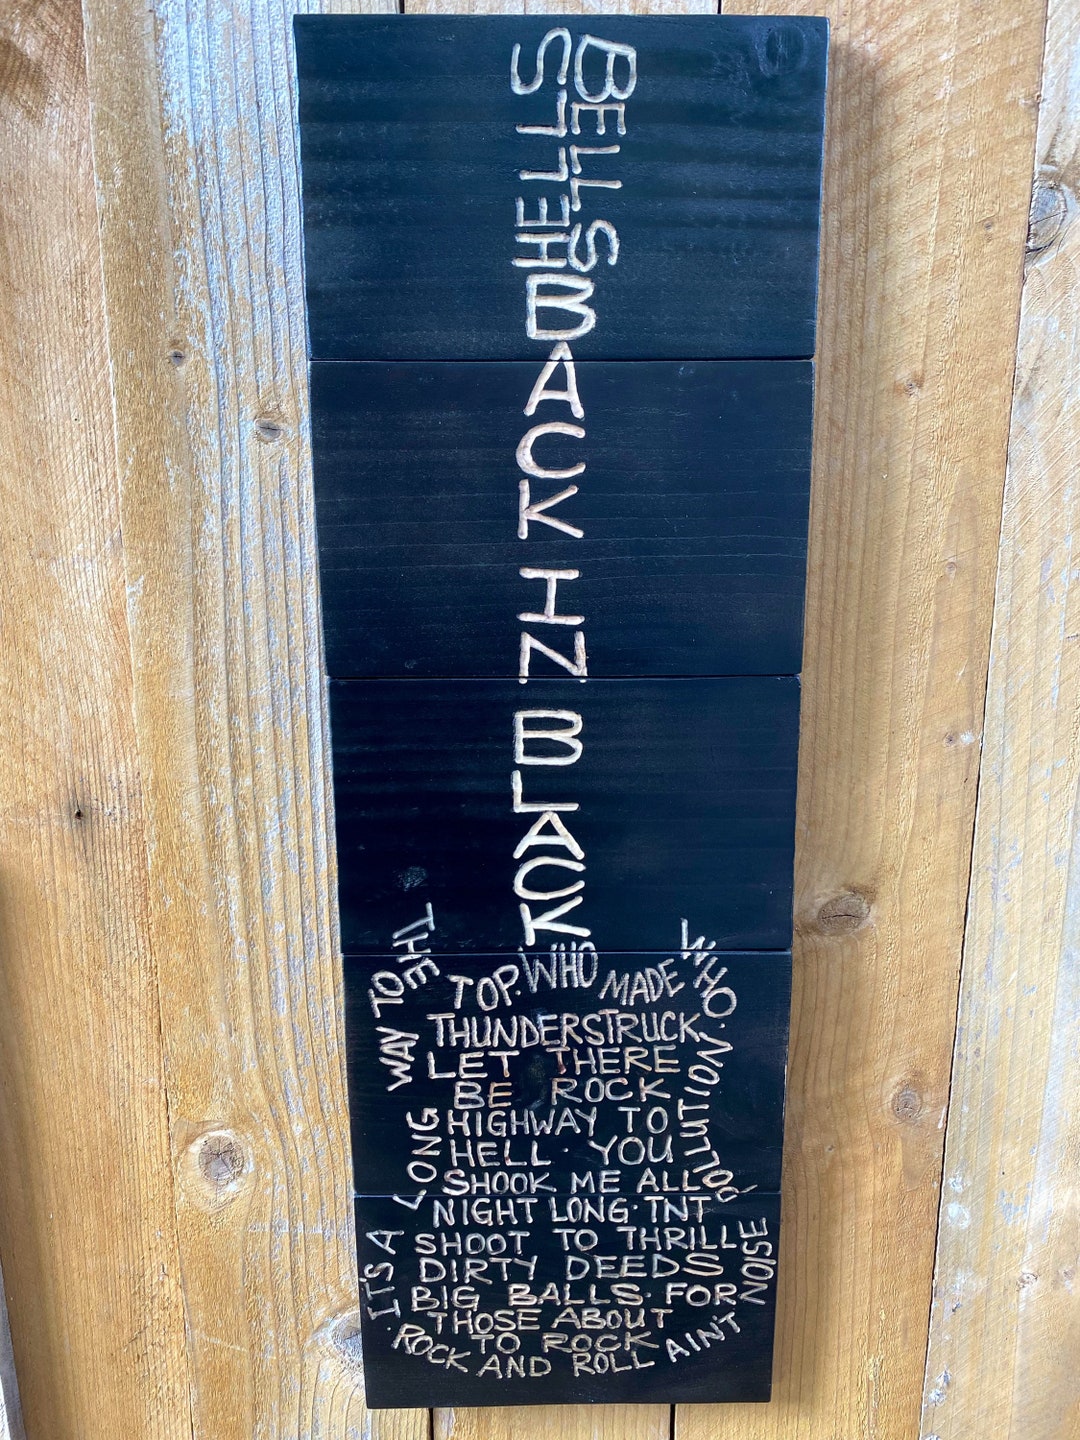 HELLS
BELLS
BACK IN BLACK
IT'S A LONG WAY TO THE
TOP. WHO MADE WHO
THUNDERSTRUCK
LET THERE
BE ROCK
HIGHWAY TO
HELL · YOU
SHOOK ME ALL
NIGHT LONG · TNT
SHOOT TO THRILL
DIRTY DEEDS
BIG BALLS · FOR
THOSE ABOUT
TO ROCK
ROCK AND ROLL AIN'T NOISE POLLUTION.